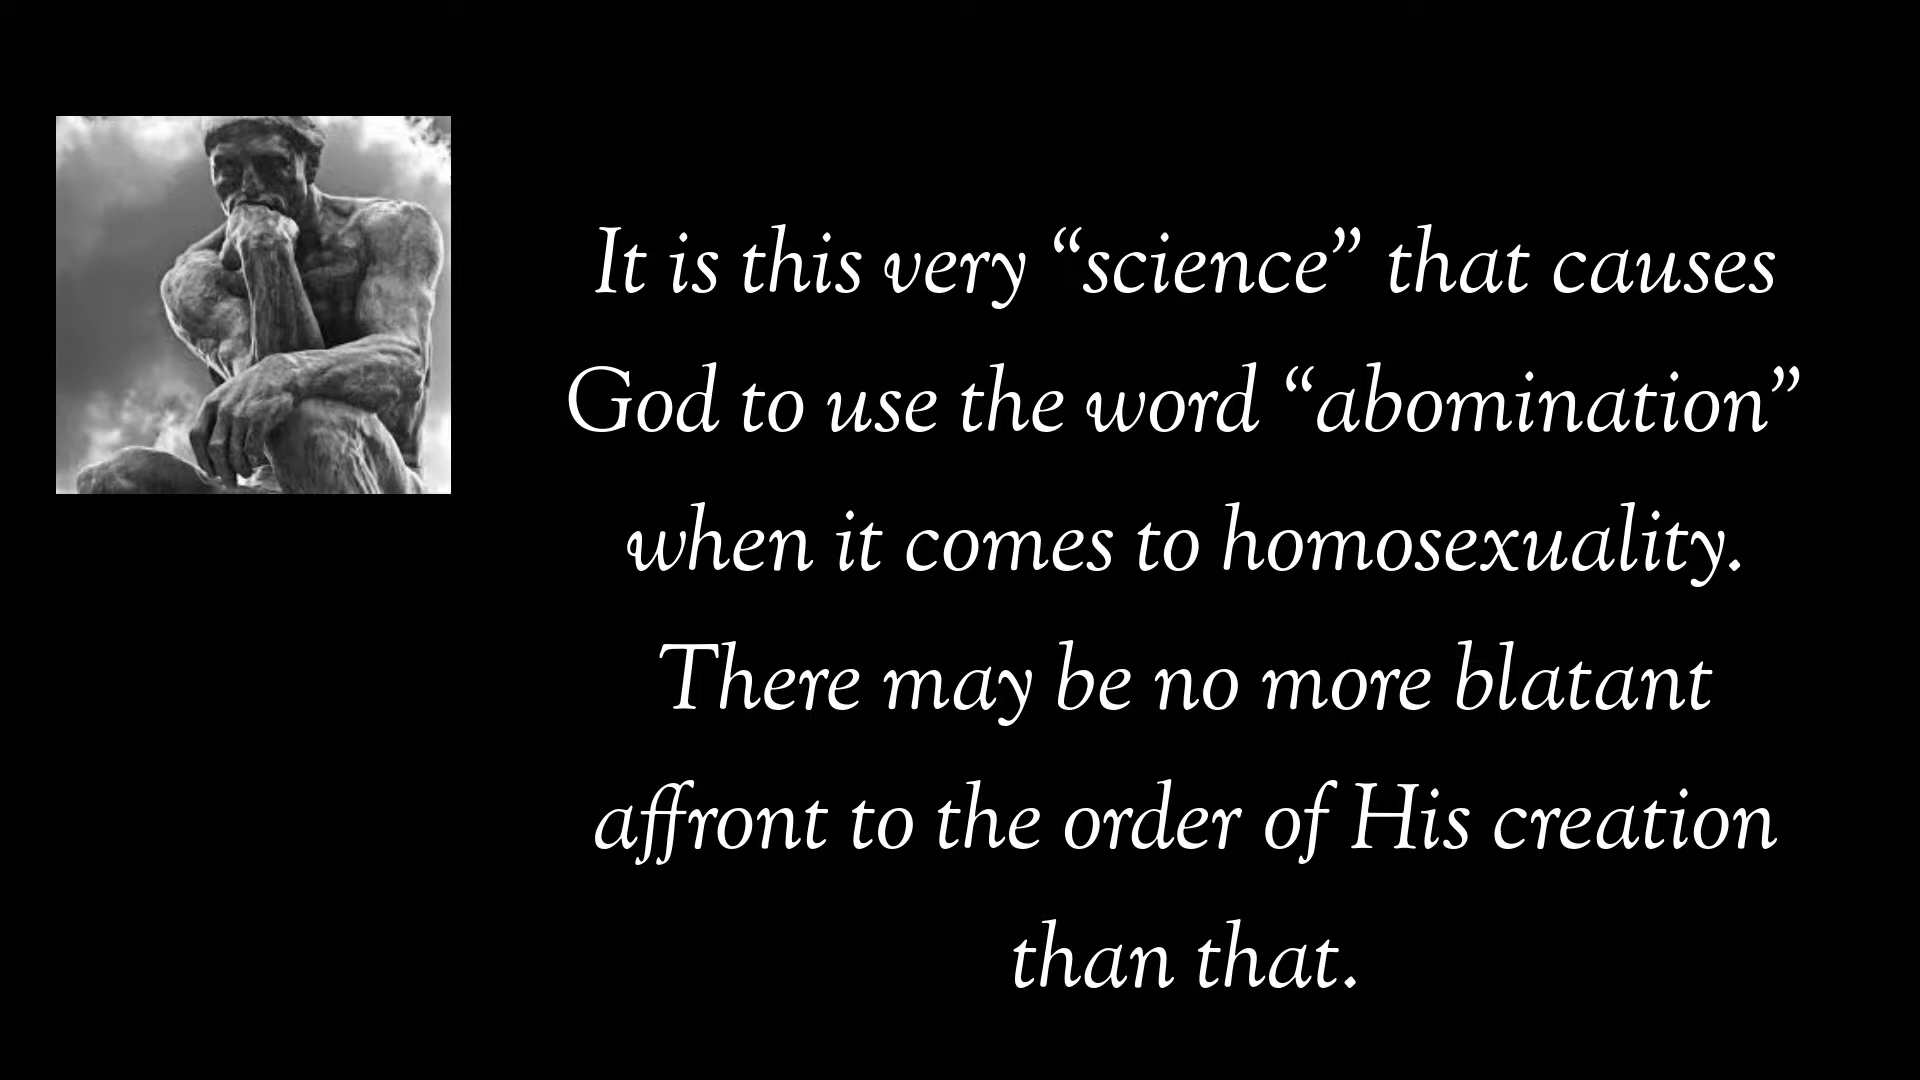 It is this very “science” that causes
God to use the word “abomination”
when it comes to homosexuality.
There may be no more blatant
affront to the order of His creation
than that.